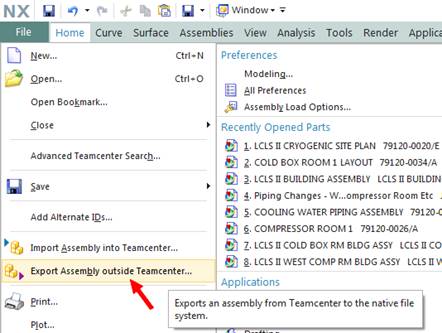 NX
Window
File Home Curve Surface Assemblies Analysis Tools Render Applica
New... Ctrl+N
Open... Ctrl+O
Open Bookmark...
Close
Advanced Teamcenter Search...
Save
Add Alternate IDs...
Import Assembly into Teamcenter...
Export Assembly outside Teamcenter...
Print...
Plot...
Preferences
Modeling...
All Preferences
Assembly Load Options...
Recently Opened Parts
1. LCLS II CRYOGENIC SITE PLAN 79120-0020/E
2. COLD BOX ROOM 1 LAYOUT 79120-0034/A
3. LCLS II BUILDING ASSEMBLY LCLS II BUILDING
4. Piping Changes - W...ompressor Room Etc
5. COOLING WATER PIPING ASSEMBLY 79120-0
6. COMPRESSOR ROOM 1 79120-0026/A
7. LCLS II COLD BOX RM BLDG ASSY LCLS II C
8. LCLS II WEST COMP RM BLDG ASSY LCLS II
Applications
Exports an assembly from Teamcenter to the native file
system.
Drafting